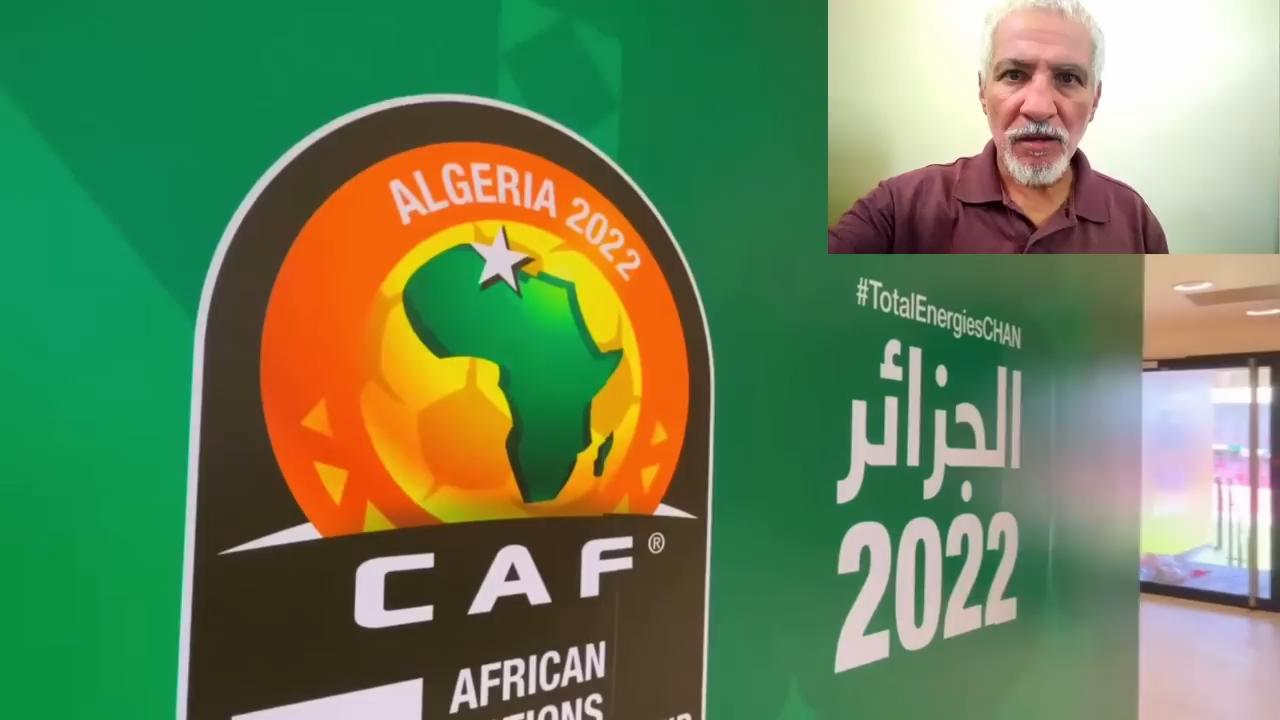 ALGERIA 2022
CAF®
AFRICAN
#TotalEnergiesCHAN
الجزائر
2022